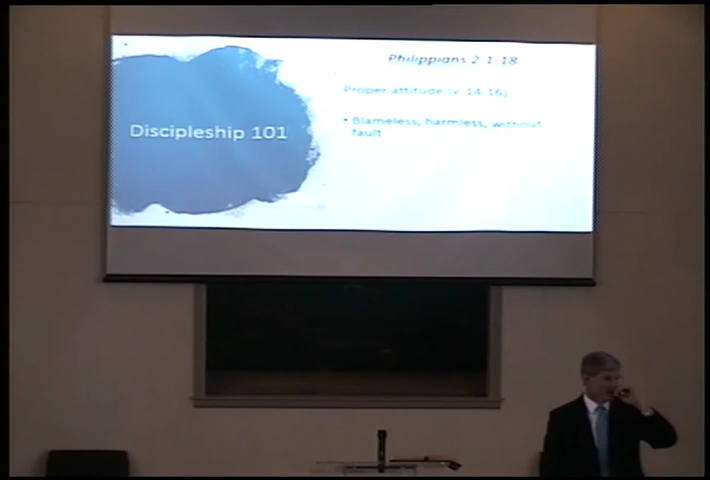 Philippians 2 1-18
Proper attitude (v. 14-16)
Discipleship 101
• Blameless, harmless, without
fault